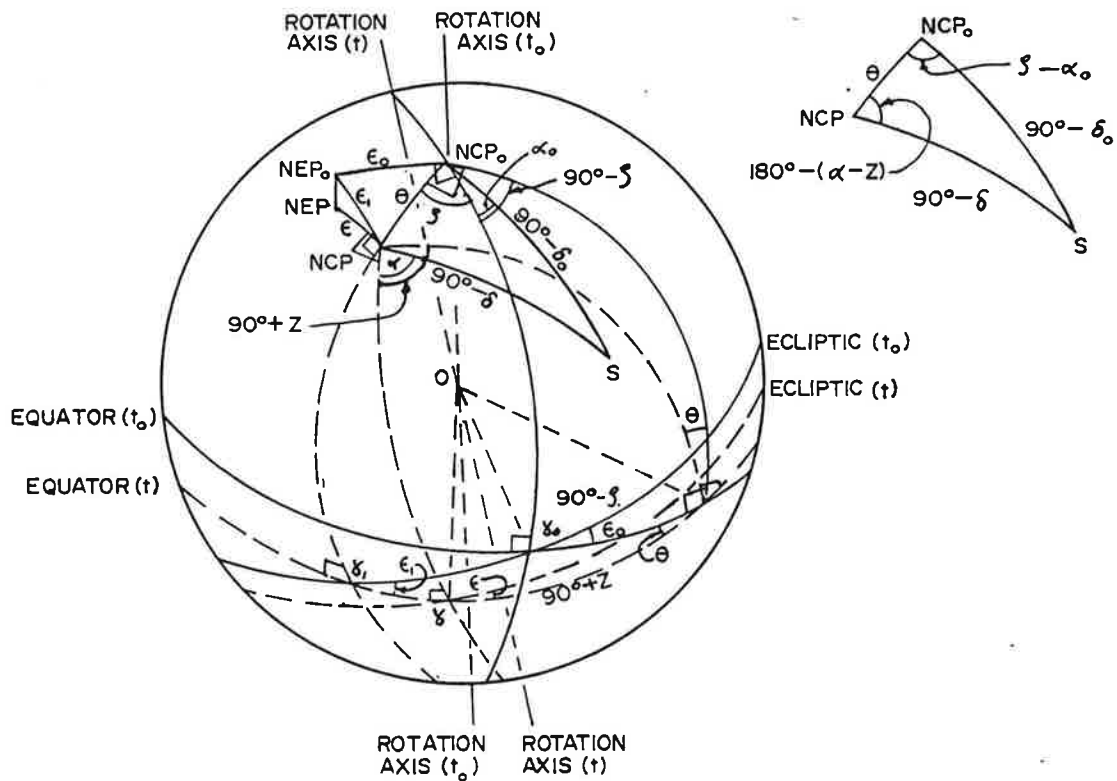 ROTATION
AXIS (t)
ROTATION
AXIS (t₀)
NCP₀
θ
ζ - α₀
NCP
90° - δ₀
180° - (α - Z)
90° - δ
S
NEP₀
ε₀
NCP₀
α₀
90° - ζ
NEP
ε₁
θ
ζ
ε
90° - δ₀
NCP
α
90° - δ
90° + Z
S
O
ECLIPTIC (t₀)
ECLIPTIC (t)
EQUATOR (t₀)
θ
EQUATOR (t)
90° - ζ
γ₀
ε₀
θ
γ₁
ε₁
ε
90° + Z
γ
ROTATION
AXIS (t₀)
ROTATION
AXIS (t)